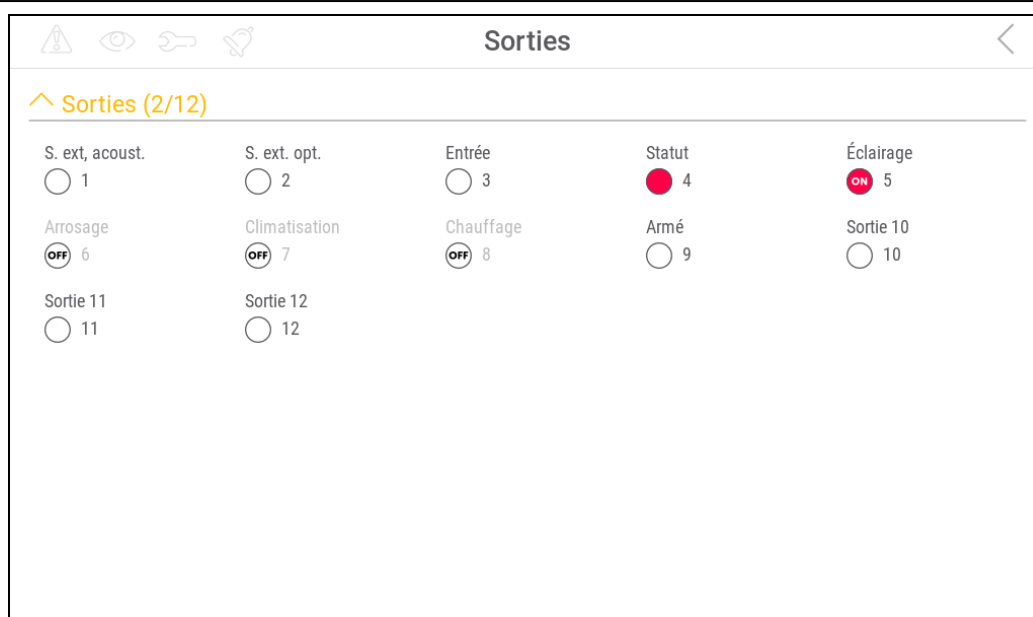 Sorties
Sorties (2/12)
S. ext, acoust. S. ext. opt. Entrée Statut Éclairage
1 2 3 4 ON 5
Arrosage Climatisation Chauffage Armé Sortie 10
OFF 6 OFF 7 OFF 8 9 10
Sortie 11 Sortie 12
11 12